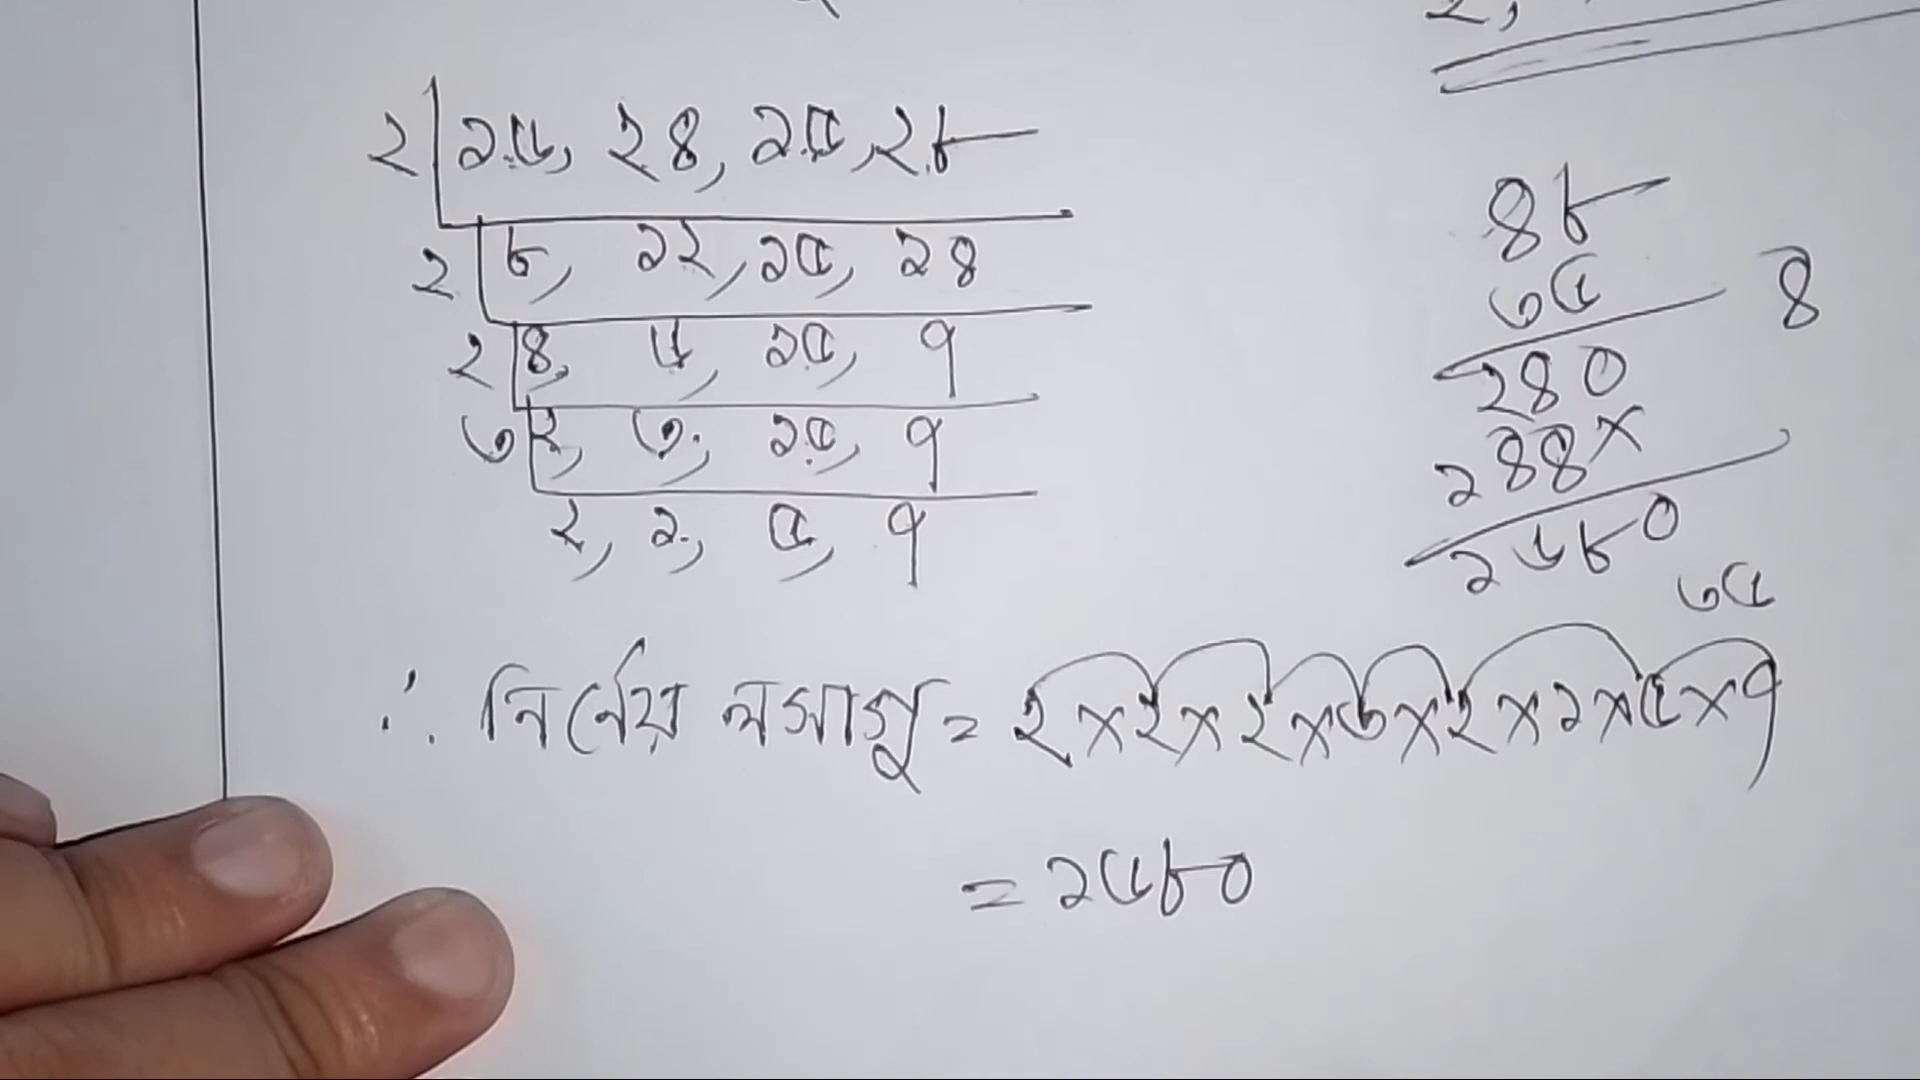 ২,
২ ১৬, ২৪, ১৫, ২৮
২ ৮, ১২, ১৫, ১৪
২ ৪, ৬, ১৫, ৭
৩ ২, ৩, ১৫, ৭
২, ১, ৫, ৭
∴ নির্নেয় লসাগু = ২×২×২×৩×২×১×৫×৭
= ১৬৮০
৪৮
৩৫
৪
২৪০
১৪৪×
১৬৮০
৩৫